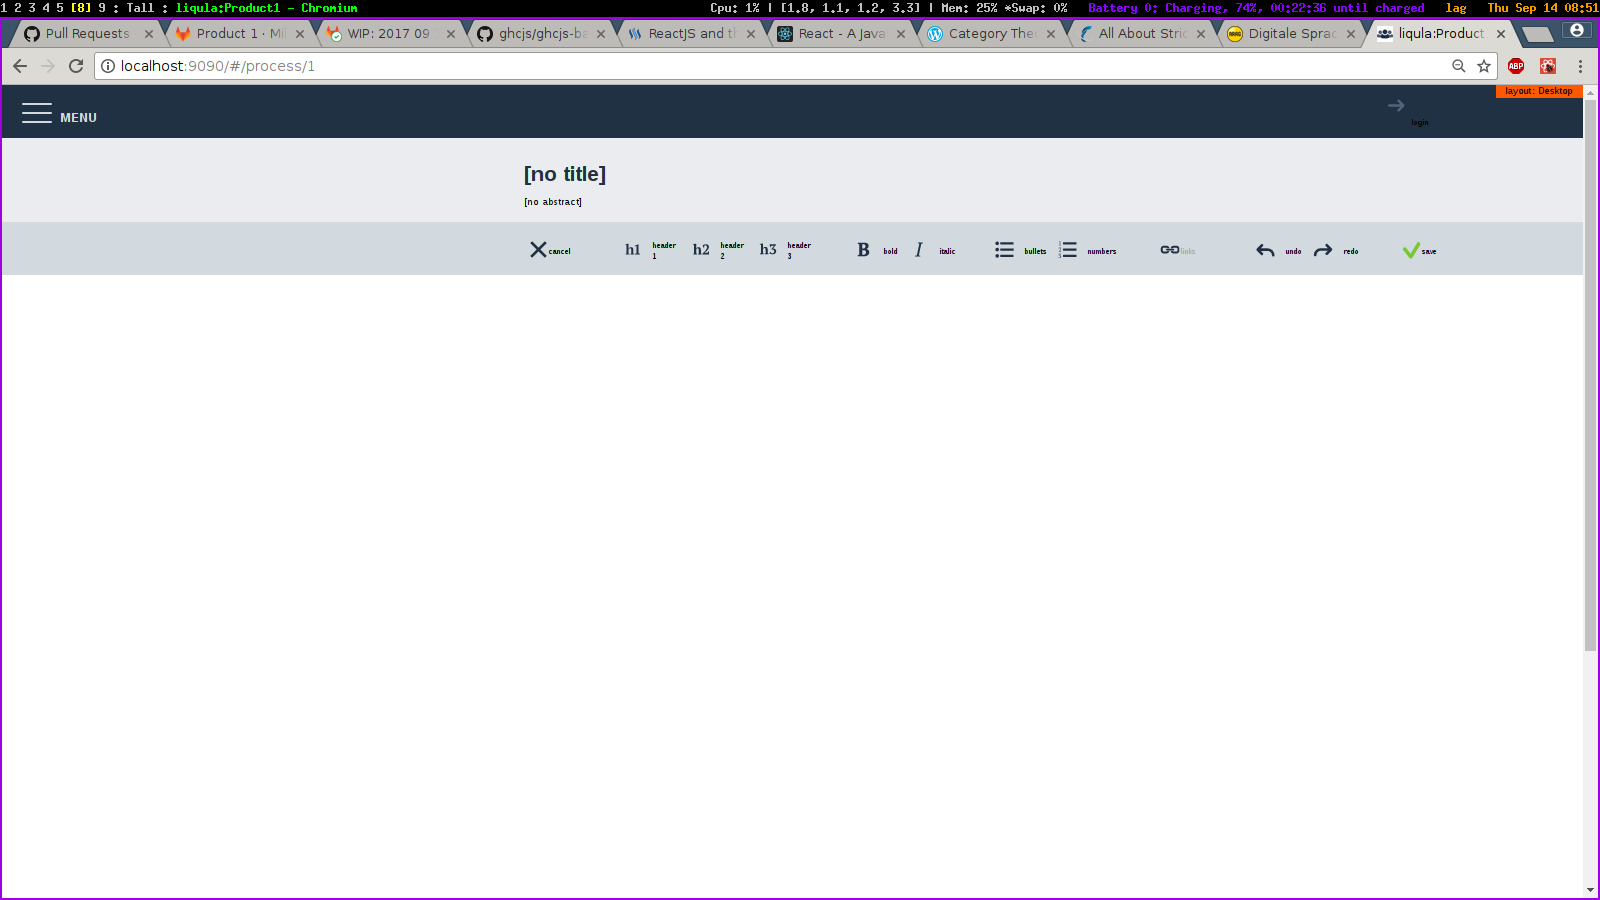 1 2 3 4 5 [8] 9 : Tall : liqula:Product1 - Chromium
Cpu: 1% | [1.8, 1.1, 1.2, 3.3] | Mem: 25% *Swap: 0% Battery 0: Charging, 74%, 00:22:36 until charged lag Thu Sep 14 08:51
Pull Requests Product 1 · Mi WIP: 2017 09 ghcjs/ghcjs-ba ReactJS and th React - A Java Category The All About Stric Digitale Sprac liqula:Product
localhost:9090/#/process/1
ABP
layout: Desktop
MENU
login
[no title]
[no abstract]
cancel h1 header 1 h2 header 2 h3 header 3 B bold I italic bullets numbers links undo redo save